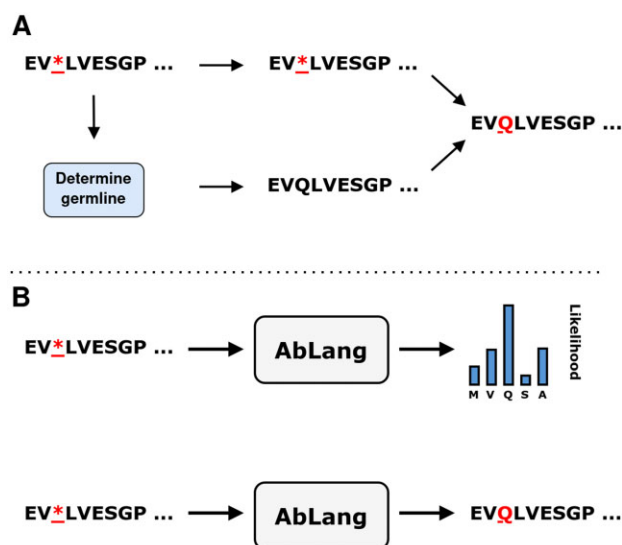 A
EV*LVESGP ... EV*LVESGP ...
EVQLVESGP ...
Determine
germline
EVQLVESGP ...
B
EV*LVESGP ... AbLang
Likelihood
M V Q S A
EV*LVESGP ... AbLang EVQLVESGP ...